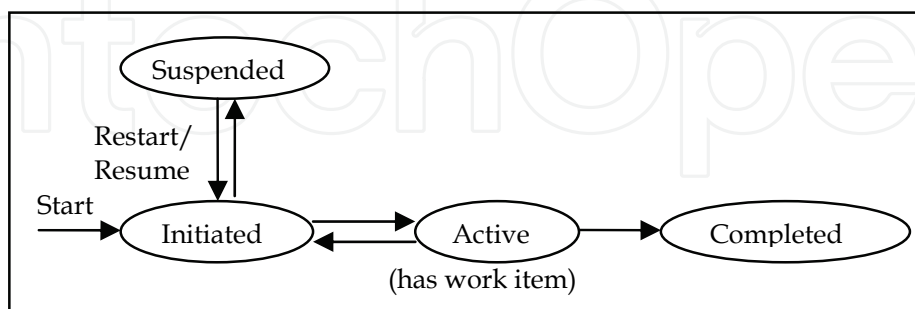 Suspended
Restart/
Resume
Start
Initiated
Active
Completed
(has work item)